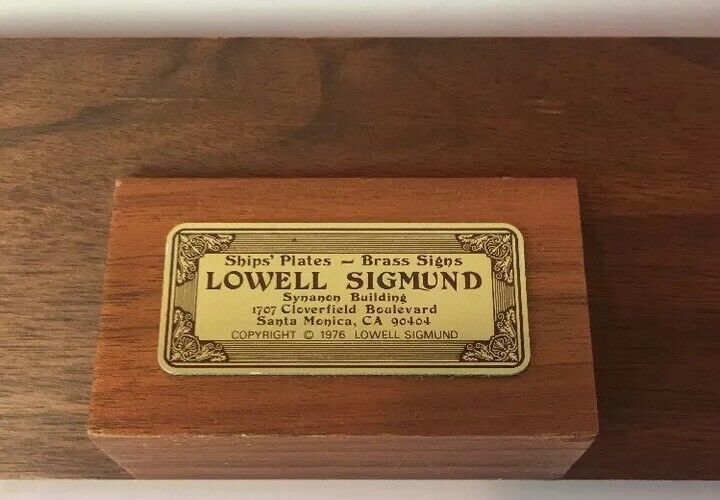 Ships' Plates – Brass Signs
LOWELL SIGMUND
Synanon Building
1707 Cloverfield Boulevard
Santa Monica, CA 90404
COPYRIGHT © 1976 LOWELL SIGMUND